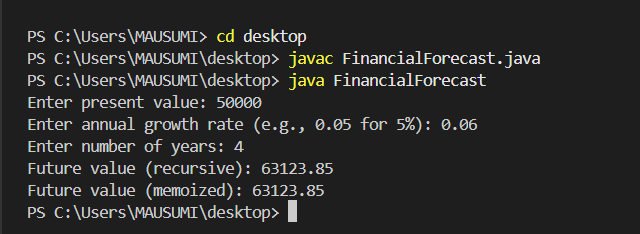 PS C:\Users\MAUSUMI> cd desktop
PS C:\Users\MAUSUMI\desktop> javac FinancialForecast.java
PS C:\Users\MAUSUMI\desktop> java FinancialForecast
Enter present value: 50000
Enter annual growth rate (e.g., 0.05 for 5%): 0.06
Enter number of years: 4
Future value (recursive): 63123.85
Future value (memoized): 63123.85
PS C:\Users\MAUSUMI\desktop>